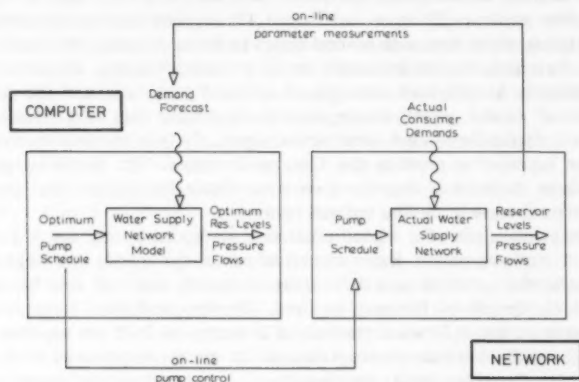 on-line
parameter measurements
COMPUTER
Demand
Forecast
Actual
Consumer
Demands
Optimum
Pump
Schedule
Water Supply
Network
Model
Optimum
Res. Levels
Pressure
Flows
Pump
Schedule
Actual Water
Supply
Network
Reservoir
Levels
Pressure
Flows
on-line
pump control
NETWORK